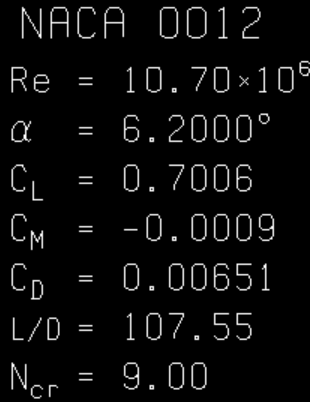 NACA 0012
Re = 10.70×10⁶
α = 6.2000°
C_L = 0.7006
C_M = -0.0009
C_D = 0.00651
L/D = 107.55
N_cr = 9.00